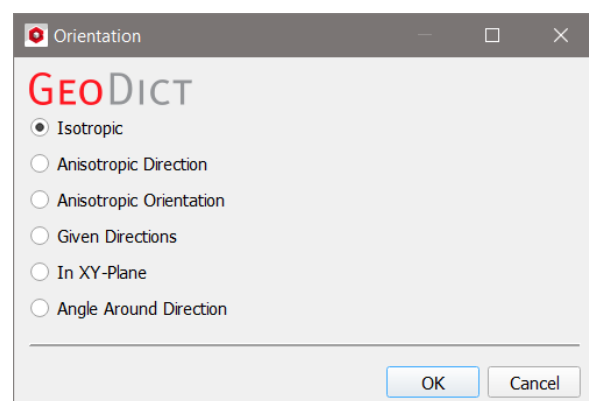 Orientation
GEODICT
Isotropic
Anisotropic Direction
Anisotropic Orientation
Given Directions
In XY-Plane
Angle Around Direction
OK Cancel